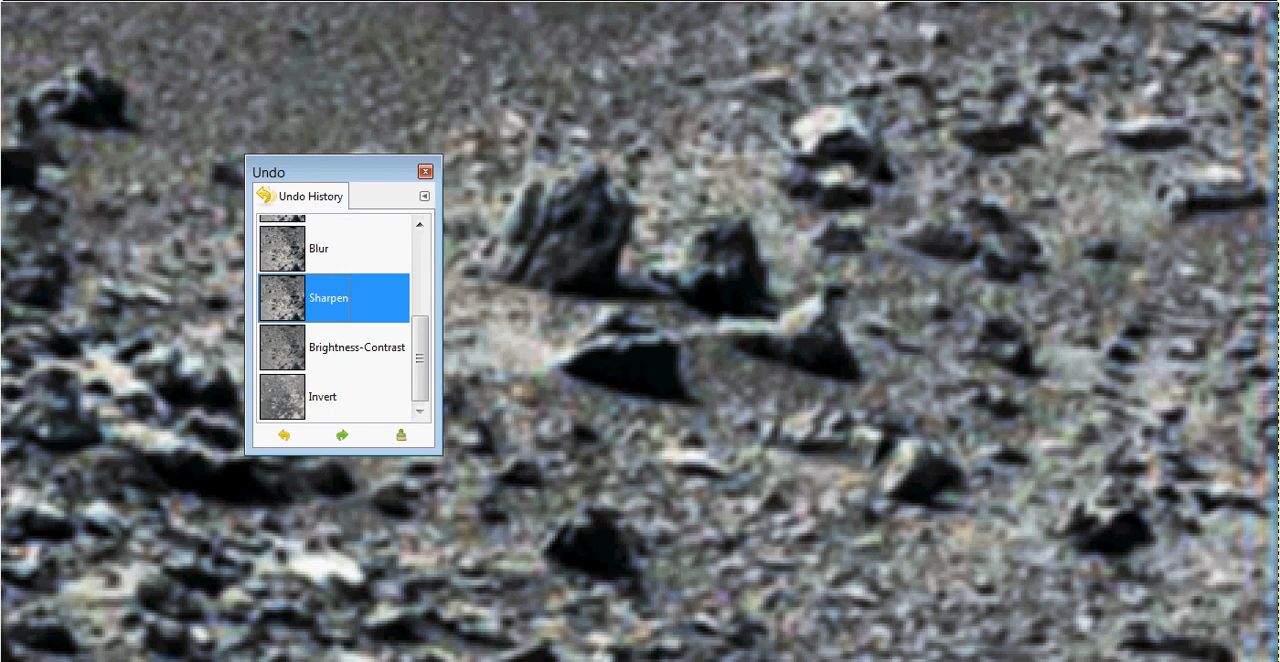 Undo
Undo History
Blur
Sharpen
Brightness-Contrast
Invert